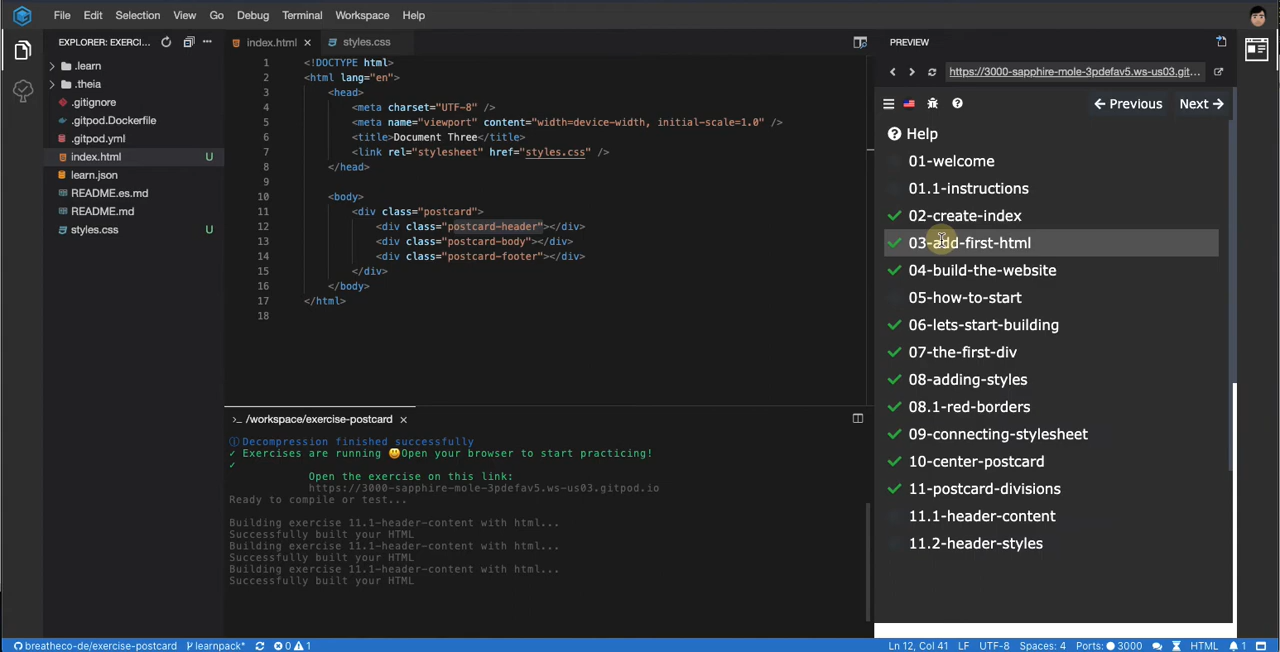 File Edit Selection View Go Debug Terminal Workspace Help
EXPLORER: EXERCI...
.learn
.theia
.gitignore
.gitpod.Dockerfile
.gitpod.yml
index.html U
learn.json
README.es.md
README.md
styles.css U
index.html × styles.css
1 <!DOCTYPE html>
2 <html lang="en">
3 <head>
4 <meta charset="UTF-8" />
5 <meta name="viewport" content="width=device-width, initial-scale=1.0" />
6 <title>Document Three</title>
7 <link rel="stylesheet" href="styles.css" />
8 </head>
9
10 <body>
11 <div class="postcard">
12 <div class="postcard-header"></div>
13 <div class="postcard-body"></div>
14 <div class="postcard-footer"></div>
15 </div>
16 </body>
17 </html>
18
>_ /workspace/exercise-postcard ×
ⓘ Decompression finished successfully
✓ Exercises are running 😃Open your browser to start practicing!
✓
Open the exercise on this link:
https://3000-sapphire-mole-3pdefav5.ws-us03.gitpod.io
Ready to compile or test...
Building exercise 11.1-header-content with html...
Successfully built your HTML
Building exercise 11.1-header-content with html...
Successfully built your HTML
Building exercise 11.1-header-content with html...
Successfully built your HTML
PREVIEW
https://3000-sapphire-mole-3pdefav5.ws-us03.git...
← Previous Next →
Help
01-welcome
01.1-instructions
02-create-index
03-add-first-html
04-build-the-website
05-how-to-start
06-lets-start-building
07-the-first-div
08-adding-styles
08.1-red-borders
09-connecting-stylesheet
10-center-postcard
11-postcard-divisions
11.1-header-content
11.2-header-styles
breatheco-de/exercise-postcard learnpack* 0 1 Ln 12, Col 41 LF UTF-8 Spaces: 4 Ports: 3000 HTML 1